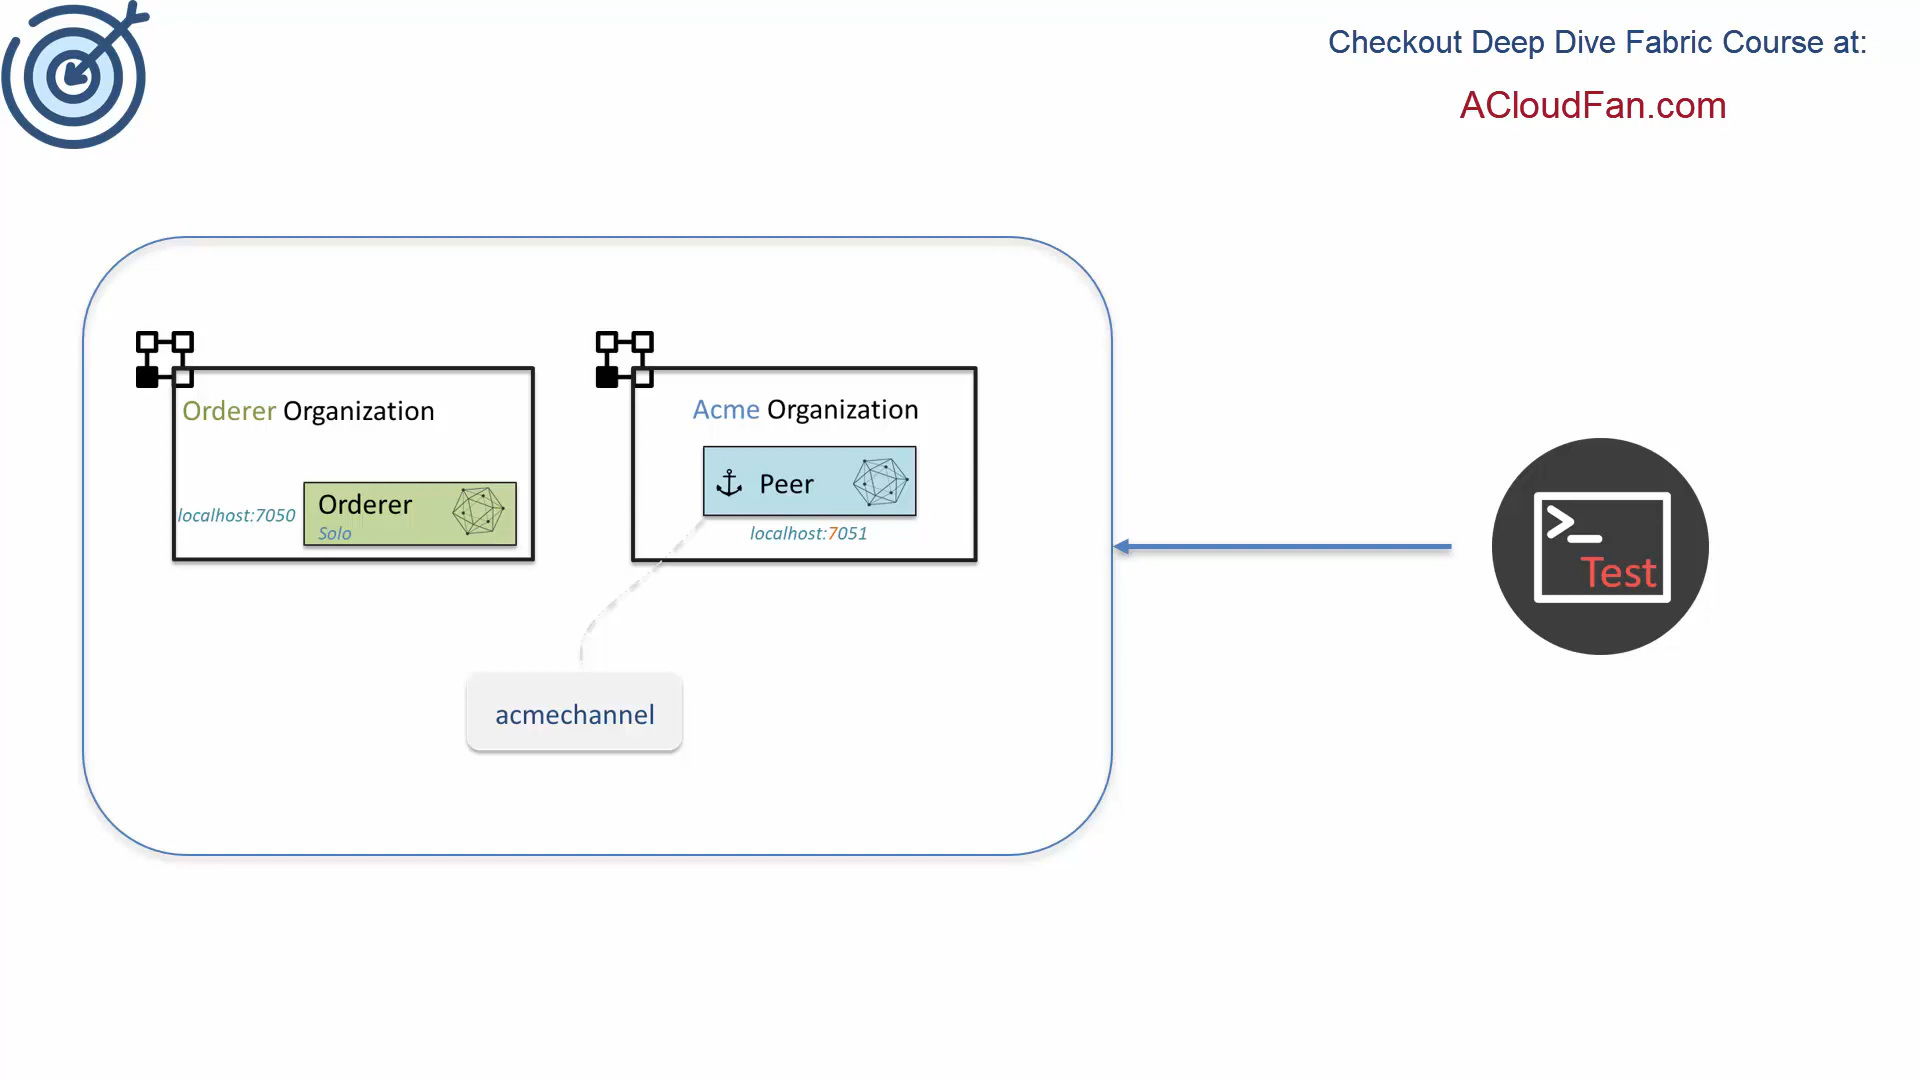 Checkout Deep Dive Fabric Course at:
ACloudFan.com
Orderer Organization
localhost:7050
Orderer
Solo
Acme Organization
Peer
localhost:7051
acmechannel
>_
Test